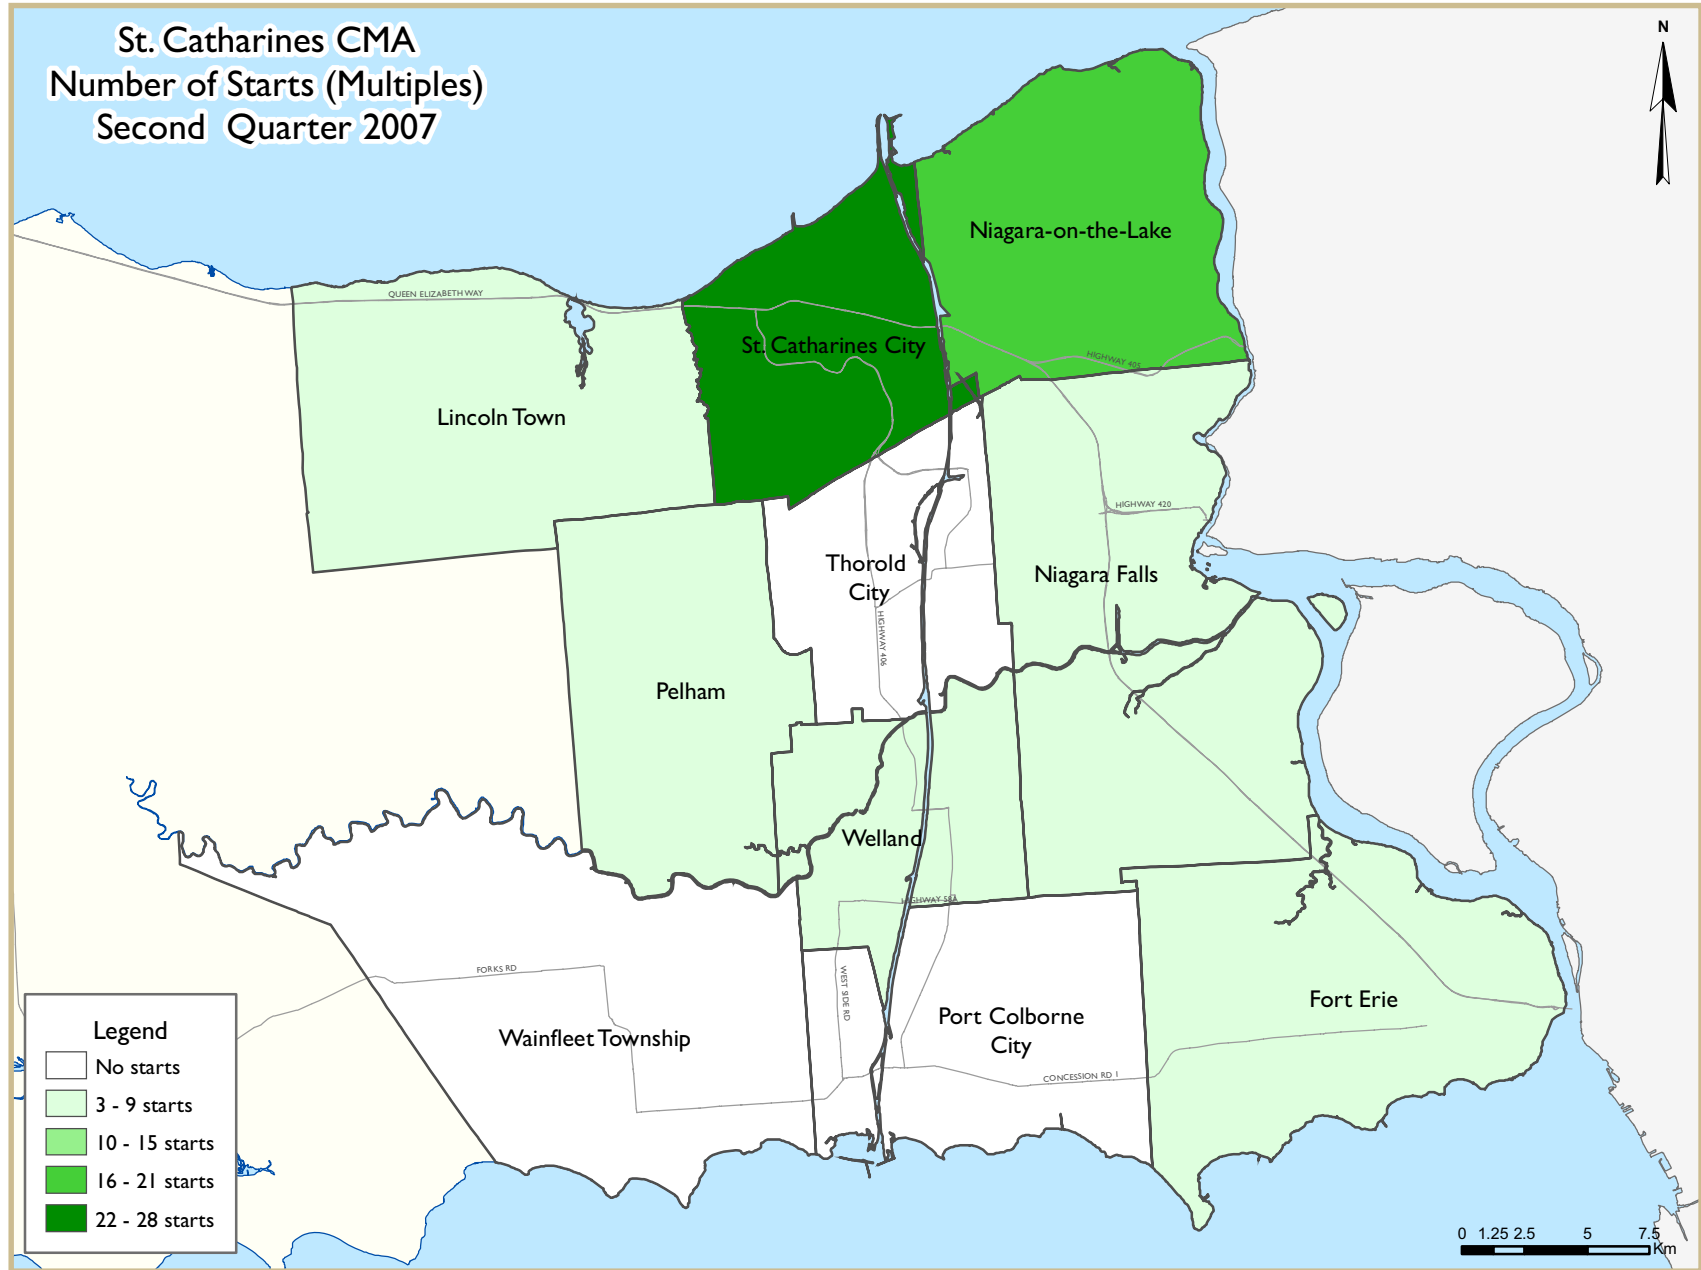 St. Catharines CMA
Number of Starts (Multiples)
Second Quarter 2007
N
Niagara-on-the-Lake
QUEEN ELIZABETH WAY
St. Catharines City
HIGHWAY 405
Lincoln Town
HIGHWAY 420
Thorold
City
Niagara Falls
HIGHWAY 406
Pelham
Welland
HIGHWAY 58A
FORKS RD
WEST SIDE RD
Fort Erie
Port Colborne
City
Wainfleet Township
CONCESSION RD 1
Legend
No starts
3 - 9 starts
10 - 15 starts
16 - 21 starts
22 - 28 starts
0 1.25 2.5 5 7.5
Km